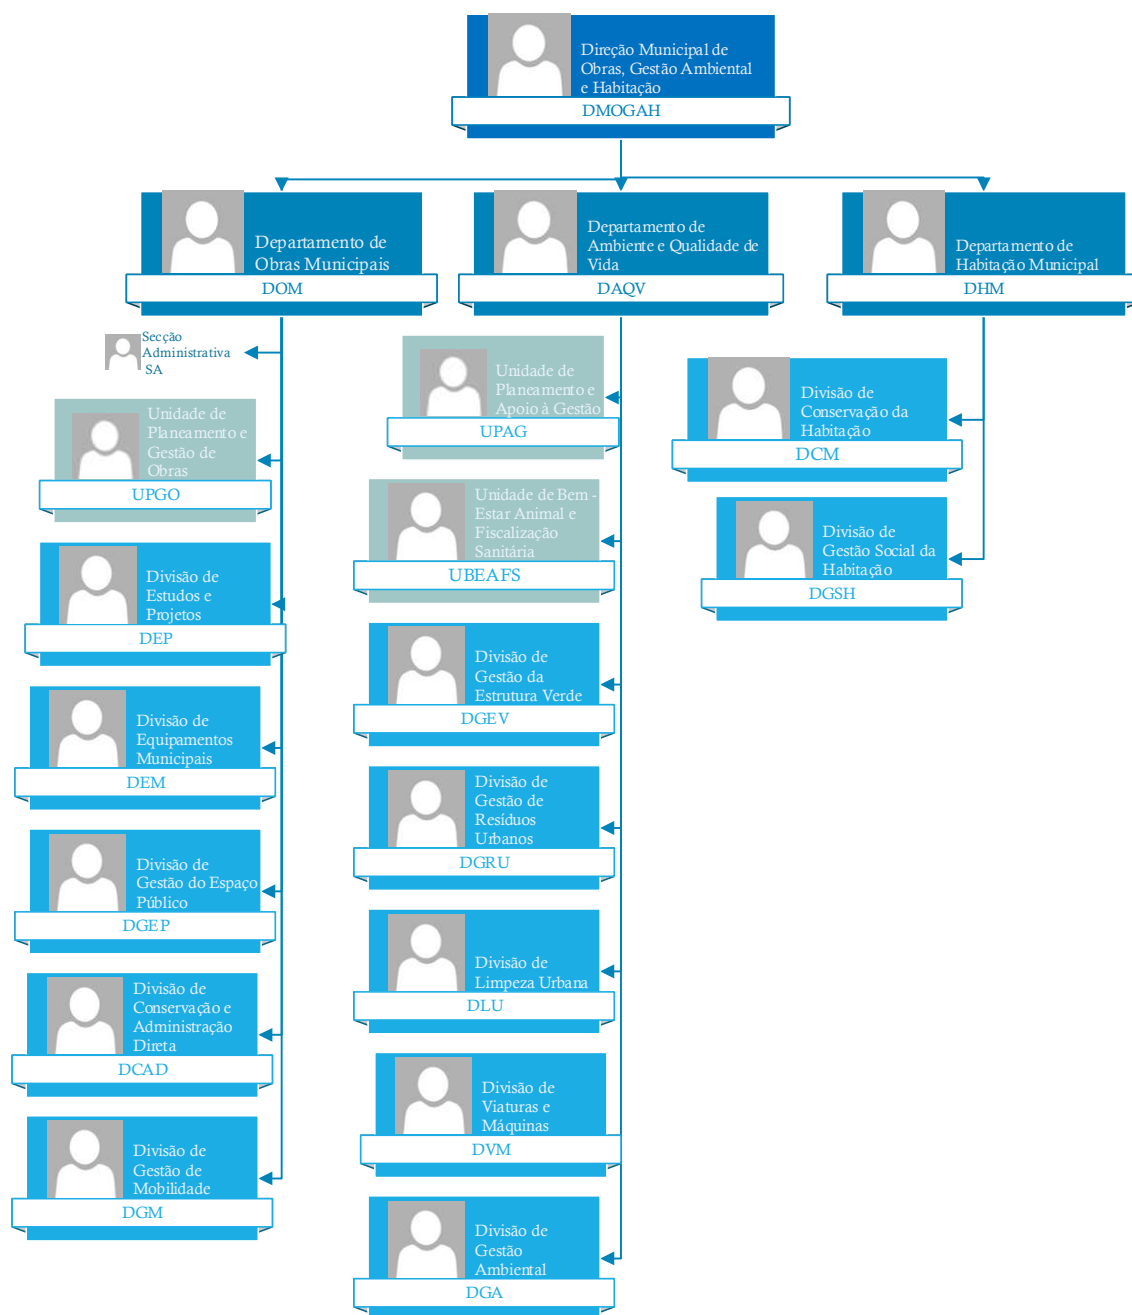 Direção Municipal de
Obras, Gestão Ambiental
e Habitação
DMOGAH
Departamento de
Obras Municipais
DOM
Departamento de
Ambiente e Qualidade de
Vida
DAQV
Departamento de
Habitação Municipal
DHM
Secção
Administrativa
SA
Unidade de
Planeamento e
Gestão de
Obras
UPGO
Divisão de
Estudos e
Projetos
DEP
Divisão de
Equipamentos
Municipais
DEM
Divisão de
Gestão do Espaço
Público
DGEP
Divisão de
Conservação e
Administração
Direta
DCAD
Divisão de
Gestão de
Mobilidade
DGM
Unidade de
Planeamento e
Apoio à Gestão
UPAG
Unidade de Bem -
Estar Animal e
Fiscalização
Sanitária
UBEAFS
Divisão de
Gestão da
Estrutura Verde
DGEV
Divisão de
Gestão de
Resíduos
Urbanos
DGRU
Divisão de
Limpeza Urbana
DLU
Divisão de
Viaturas e
Máquinas
DVM
Divisão de
Gestão
Ambiental
DGA
Divisão de
Conservação da
Habitação
DCM
Divisão de
Gestão Social da
Habitação
DGSH